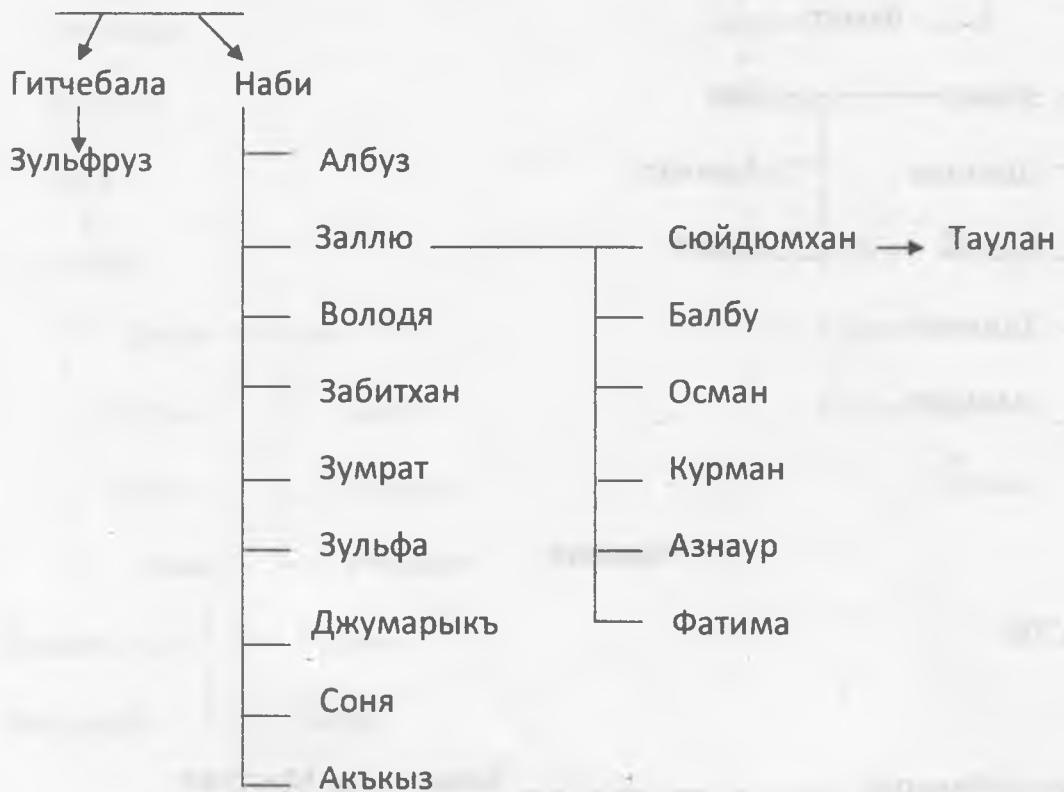 Гитчебала Наби
Зульфруз
Албуз
Заллю Сюйдюмхан Таулан
Володя Балбу
Забитхан Осман
Зумрат Курман
Зульфа Азнаур
Джумарыкъ Фатима
Соня
Акъкыз